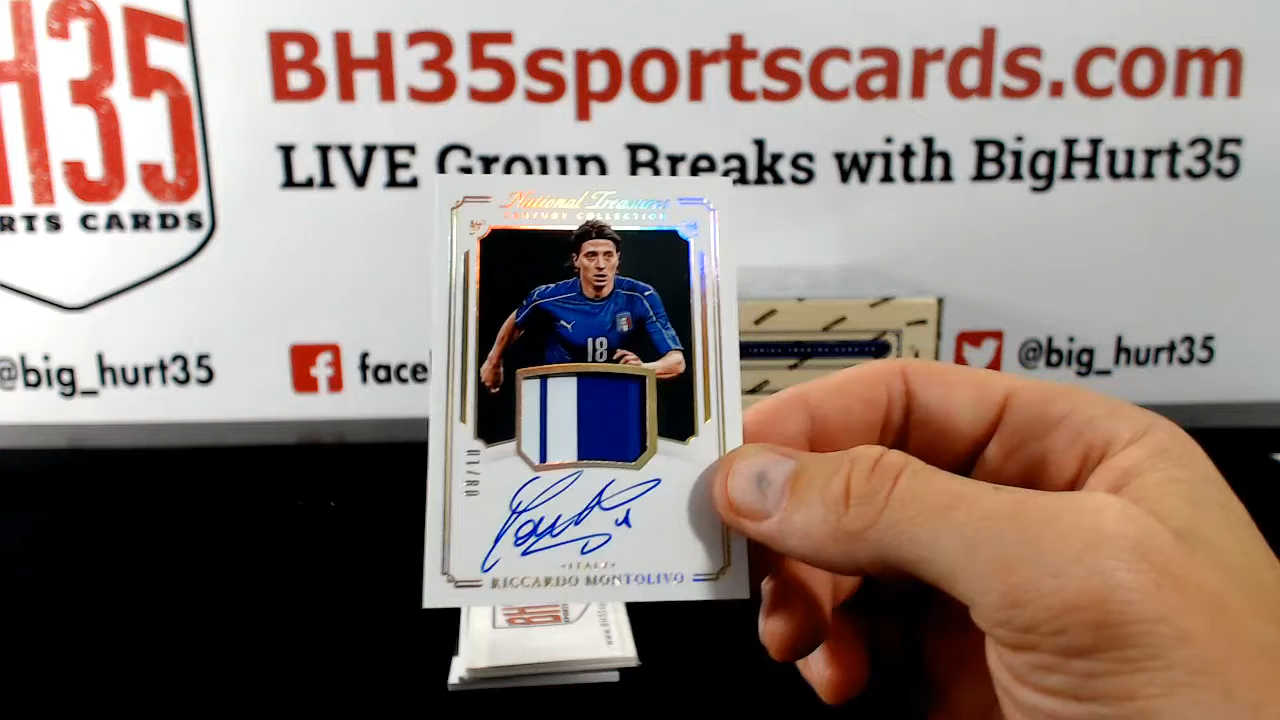 H35
RTS CARDS
BH35sportscards.com
LIVE Group Breaks with BigHurt35
@big_hurt35
face
@big_hurt35
National Treasures
CENTURY COLLECTION
18
ITALY
RICCARDO MONTOLIVO
BH35